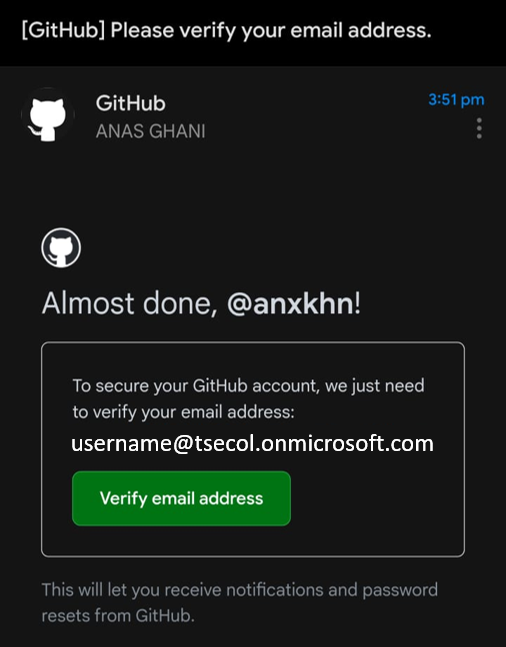 [GitHub] Please verify your email address.
GitHub
3:51 pm
ANAS GHANI
Almost done, @anxkhn!
To secure your GitHub account, we just need
to verify your email address:
username@tsecol.onmicrosoft.com
Verify email address
This will let you receive notifications and password
resets from GitHub.